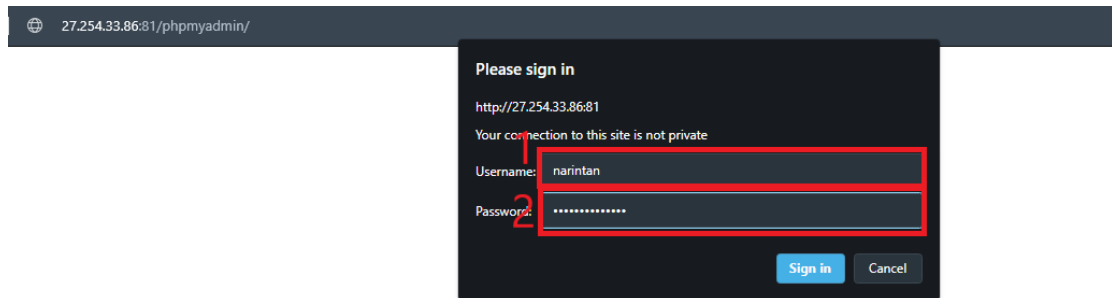 27.254.33.86:81/phpmyadmin/
Please sign in
http://27.254.33.86:81
Your connection to this site is not private
1
Username: narintan
2
Password: ••••••••••••••
Sign in Cancel